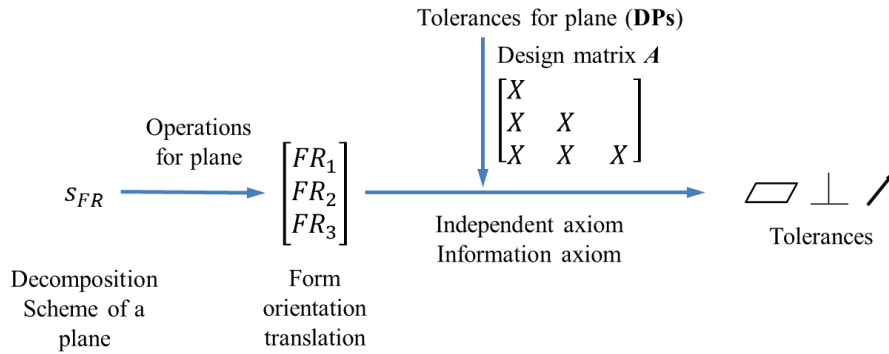 Tolerances for plane (DPs)
Design matrix A
X
X X
X X X
Operations
for plane
s_FR
FR₁
FR₂
FR₃
Independent axiom
Information axiom
Tolerances
Decomposition
Scheme of a
plane
Form
orientation
translation